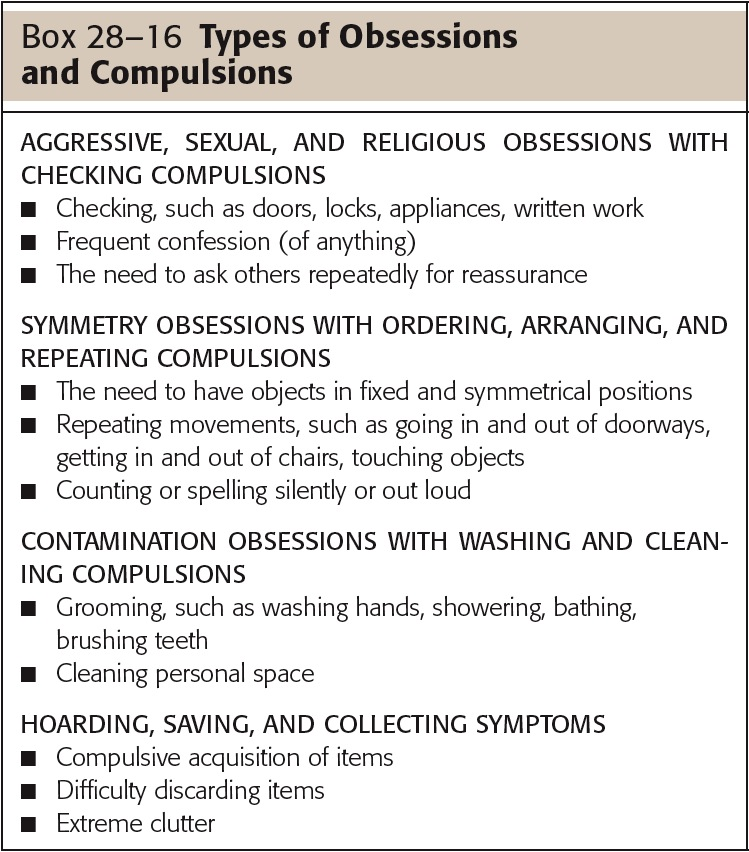 Box 28–16 Types of Obsessions
and Compulsions
AGGRESSIVE, SEXUAL, AND RELIGIOUS OBSESSIONS WITH
CHECKING COMPULSIONS
■ Checking, such as doors, locks, appliances, written work
■ Frequent confession (of anything)
■ The need to ask others repeatedly for reassurance
SYMMETRY OBSESSIONS WITH ORDERING, ARRANGING, AND
REPEATING COMPULSIONS
■ The need to have objects in fixed and symmetrical positions
■ Repeating movements, such as going in and out of doorways,
getting in and out of chairs, touching objects
■ Counting or spelling silently or out loud
CONTAMINATION OBSESSIONS WITH WASHING AND CLEAN-
ING COMPULSIONS
■ Grooming, such as washing hands, showering, bathing,
brushing teeth
■ Cleaning personal space
HOARDING, SAVING, AND COLLECTING SYMPTOMS
■ Compulsive acquisition of items
■ Difficulty discarding items
■ Extreme clutter